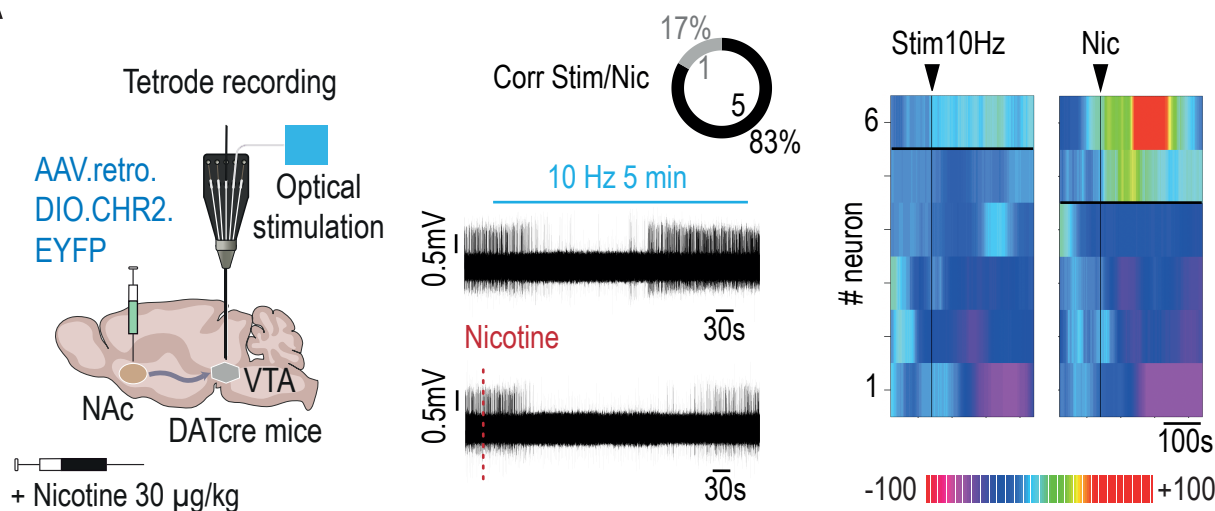 Tetrode recording
AAV.retro.
DIO.CHR2.
EYFP
Optical
stimulation
NAc
VTA
DATcre mice
+ Nicotine 30 µg/kg
Corr Stim/Nic
17%
1
5
83%
10 Hz 5 min
0.5mV
30s
Nicotine
0.5mV
30s
Stim10Hz
Nic
# neuron
6
1
100s
-100
+100